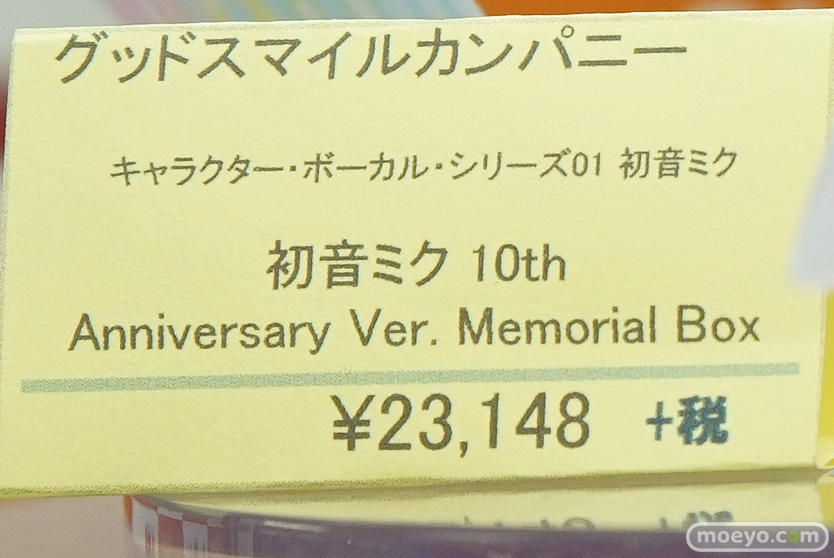 グッドスマイルカンパニー
キャラクター・ボーカル・シリーズ01 初音ミク
初音ミク 10th
Anniversary Ver. Memorial Box
¥23,148 +税
moeyo.com